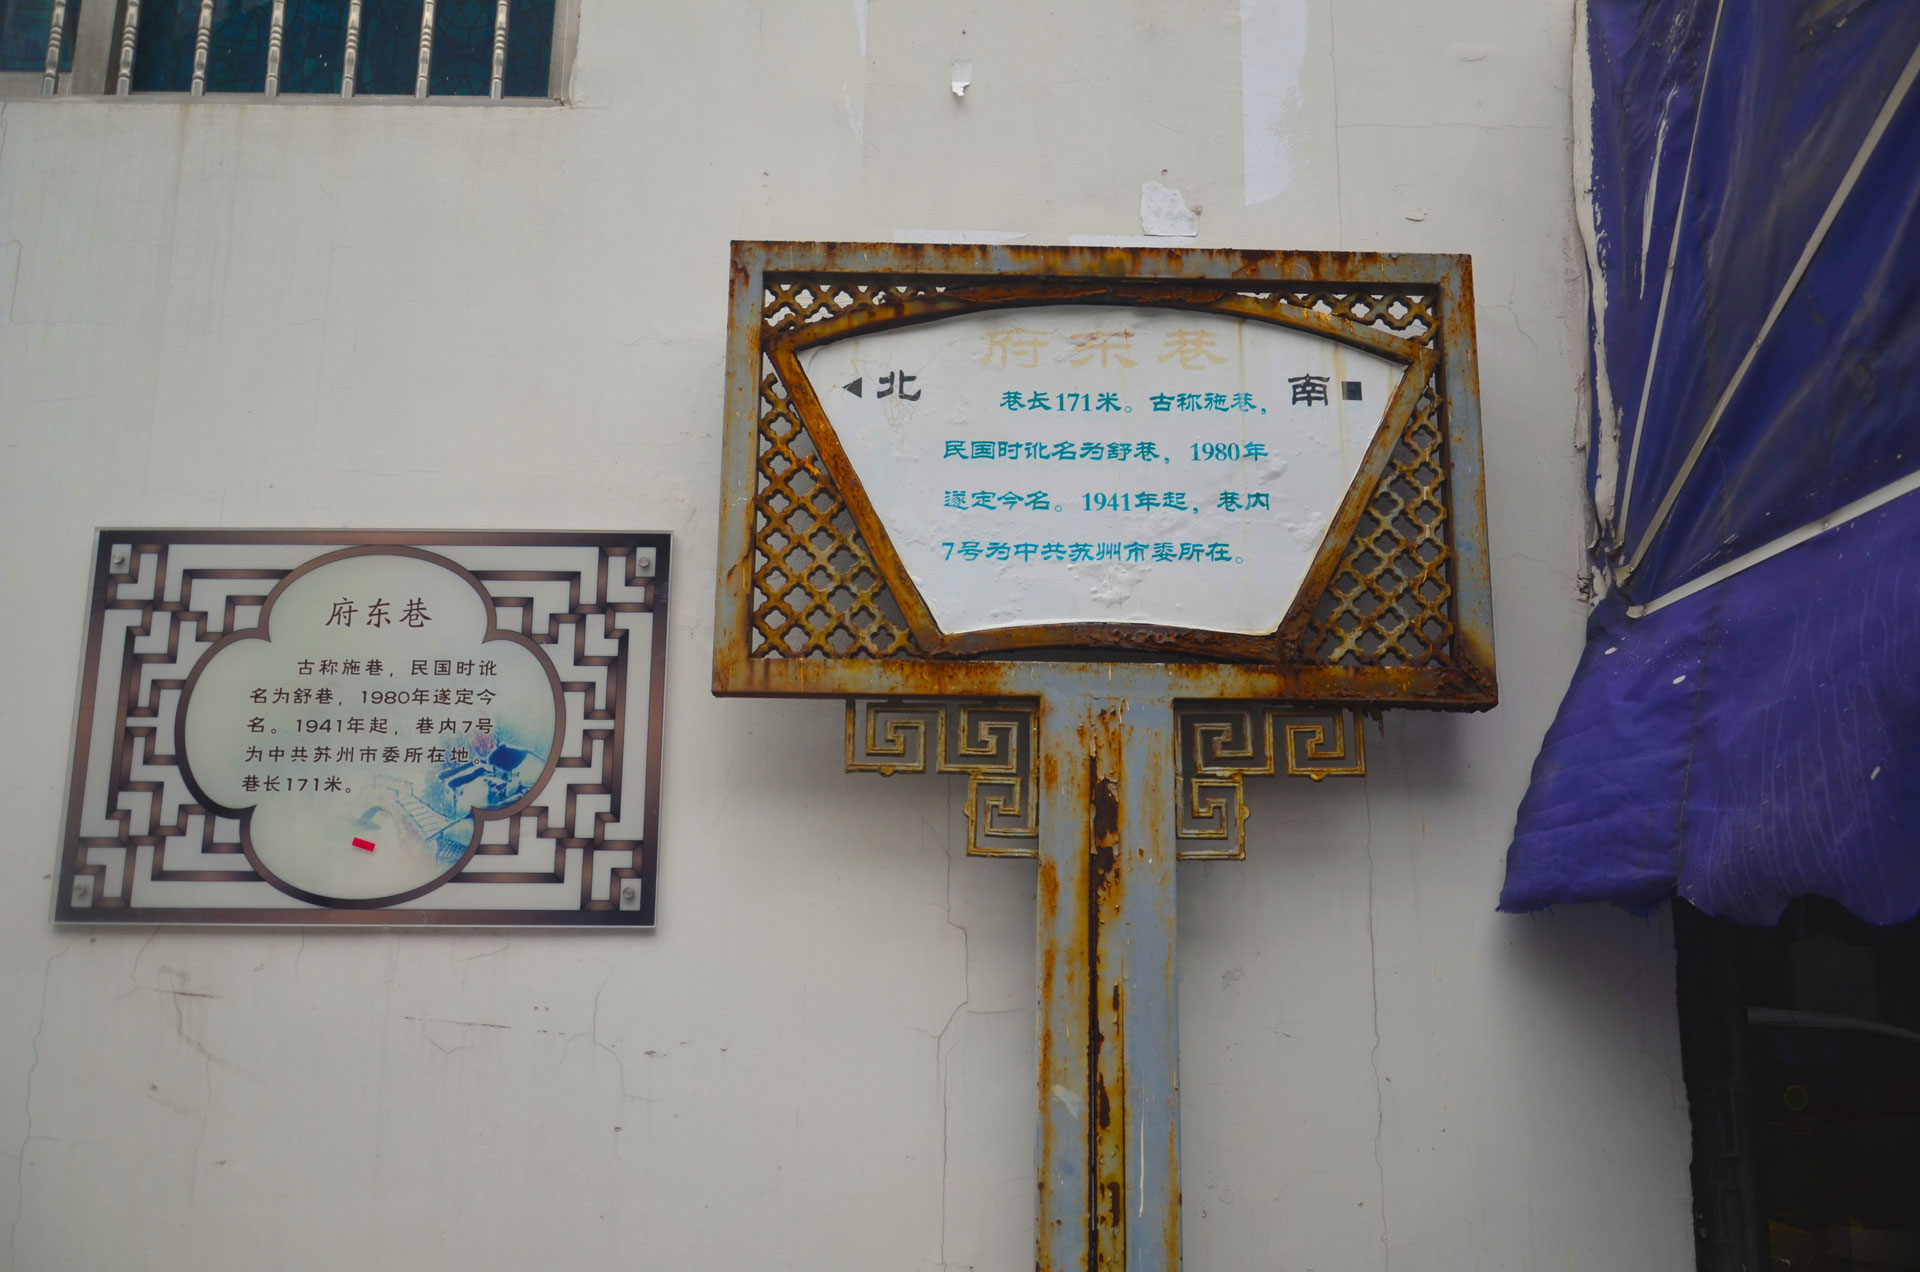 府东巷
古称施巷，民国时讹
名为舒巷，1980年遂定今
名。1941年起，巷内7号
为中共苏州市委所在地。
巷长171米。
府东巷
北
南
巷长171米。古称施巷，
民国时讹名为舒巷，1980年
遂定今名。1941年起，巷内
7号为中共苏州市委所在。